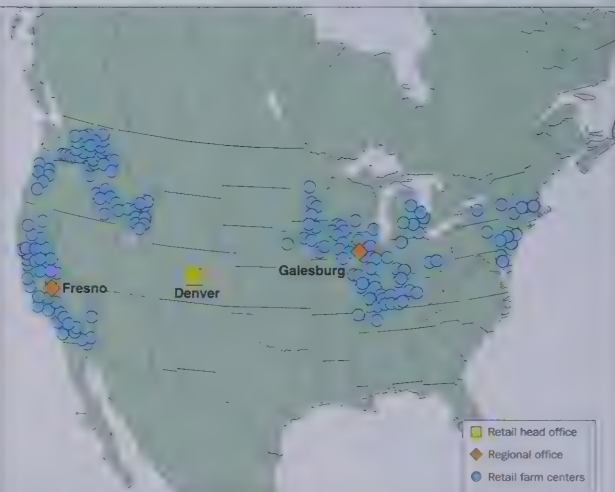 Fresno
Denver
Galesburg
Retail head office
Regional office
Retail farm centers